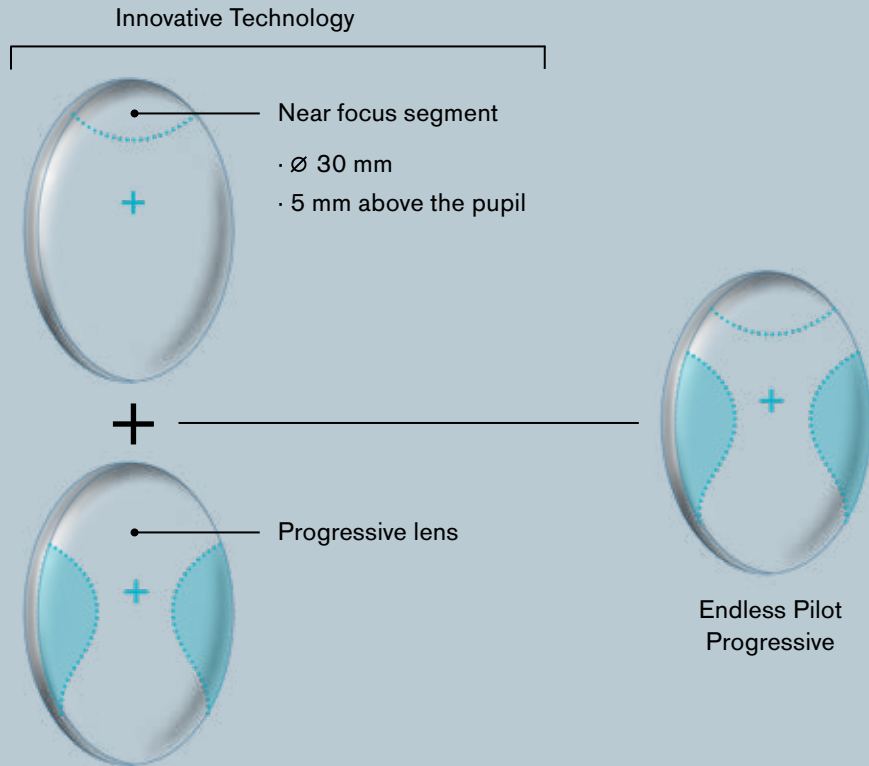 Innovative Technology
Near focus segment
· Ø 30 mm
· 5 mm above the pupil
Progressive lens
Endless Pilot
Progressive